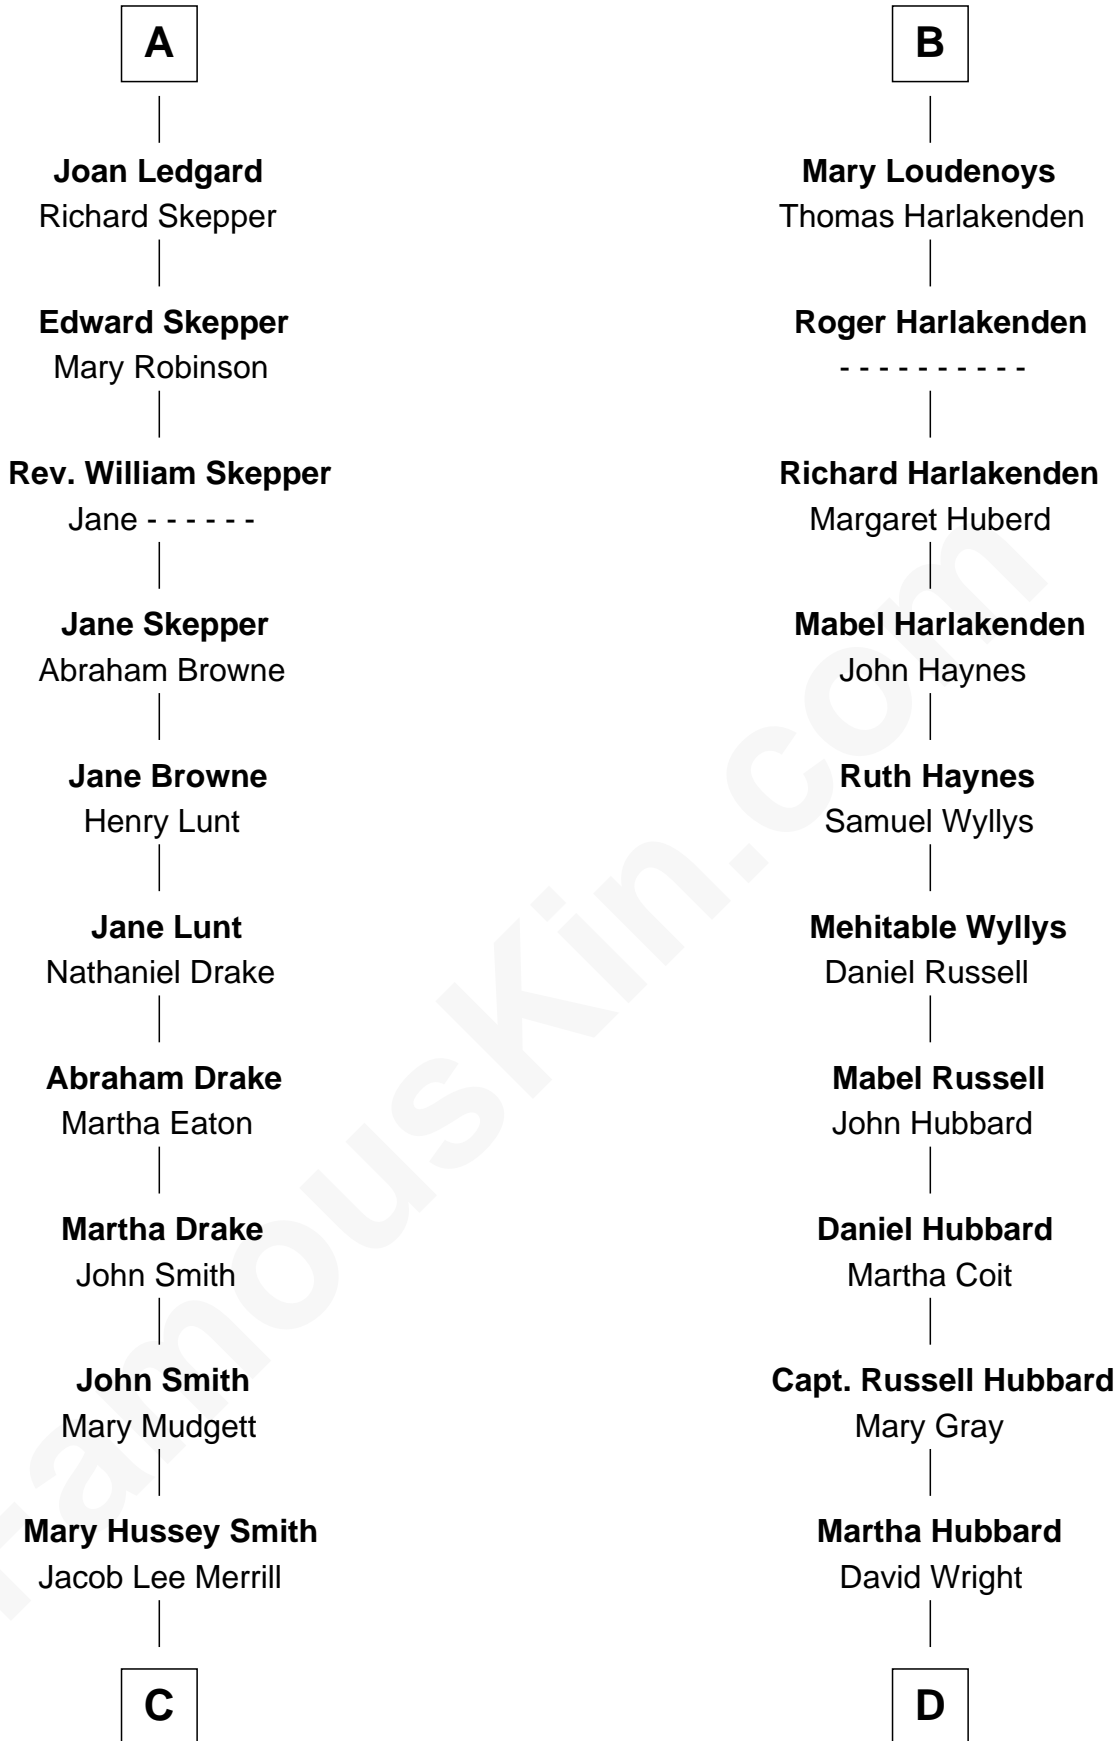 A
Joan Ledgard
Richard Skepper
Edward Skepper
Mary Robinson
Rev. William Skepper
Jane - - - - - -
Jane Skepper
Abraham Browne
Jane Browne
Henry Lunt
Jane Lunt
Nathaniel Drake
Abraham Drake
Martha Eaton
Martha Drake
John Smith
John Smith
Mary Mudgett
Mary Hussey Smith
Jacob Lee Merrill
C
B
Mary Loudenoys
Thomas Harlakenden
Roger Harlakenden
- - - - - - - - - -
Richard Harlakenden
Margaret Huberd
Mabel Harlakenden
John Haynes
Ruth Haynes
Samuel Wyllys
Mehitable Wyllys
Daniel Russell
Mabel Russell
John Hubbard
Daniel Hubbard
Martha Coit
Capt. Russell Hubbard
Mary Gray
Martha Hubbard
David Wright
D
FamousKin.com